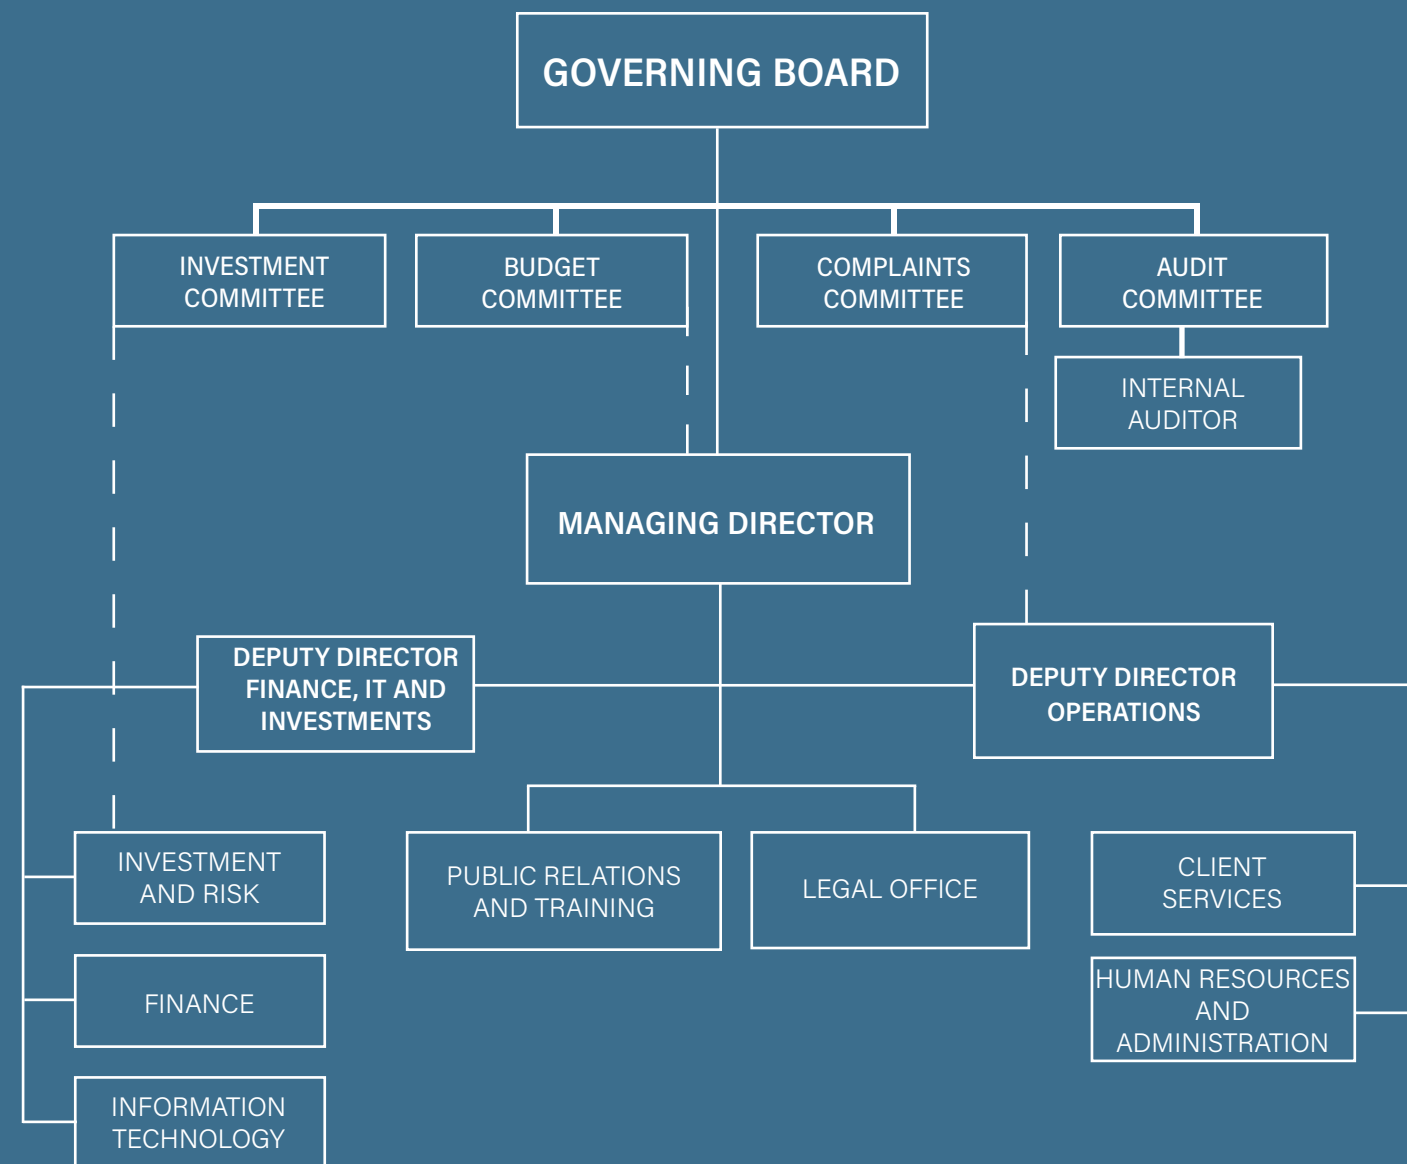 GOVERNING BOARD
INVESTMENT
COMMITTEE
BUDGET
COMMITTEE
COMPLAINTS
COMMITTEE
AUDIT
COMMITTEE
INTERNAL
AUDITOR
MANAGING DIRECTOR
DEPUTY DIRECTOR
FINANCE, IT AND
INVESTMENTS
DEPUTY DIRECTOR
OPERATIONS
INVESTMENT
AND RISK
PUBLIC RELATIONS
AND TRAINING
LEGAL OFFICE
CLIENT
SERVICES
FINANCE
HUMAN RESOURCES
AND
ADMINISTRATION
INFORMATION
TECHNOLOGY